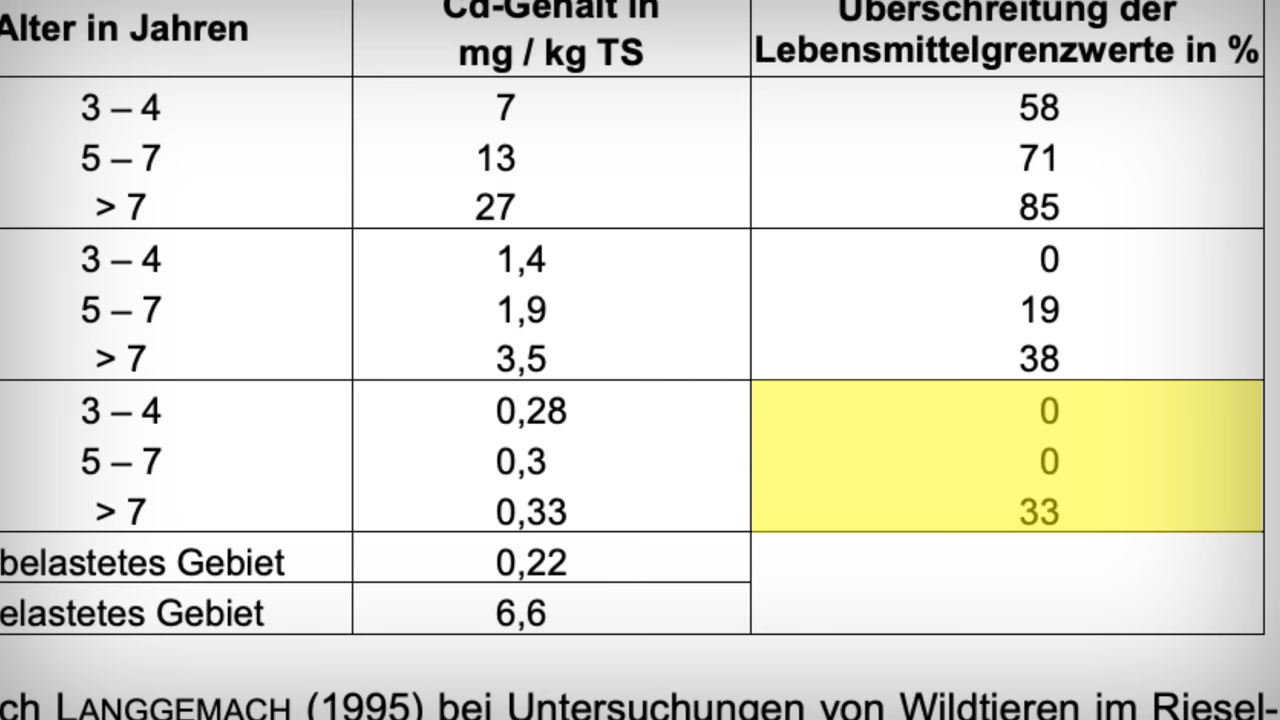 Alter in Jahren Cd-Gehalt in mg / kg TS Überschreitung der Lebensmittelgrenzwerte in %
3 – 4 7 58
5 – 7 13 71
> 7 27 85
3 – 4 1,4 0
5 – 7 1,9 19
> 7 3,5 38
3 – 4 0,28 0
5 – 7 0,3 0
> 7 0,33 33
belastetes Gebiet 0,22
elastetes Gebiet 6,6
ch LANGGEMACH (1995) bei Untersuchungen von Wildtieren im Riesel-